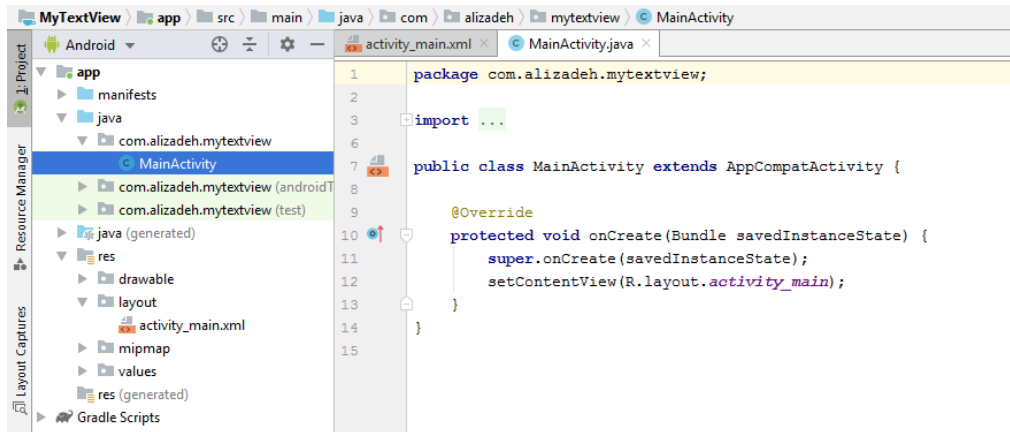 MyTextView app src main java com alizadeh mytextview MainActivity
Android
activity_main.xml MainActivity.java
1: Project
Resource Manager
Layout Captures
app
manifests
java
com.alizadeh.mytextview
MainActivity
com.alizadeh.mytextview (androidT
com.alizadeh.mytextview (test)
java (generated)
res
drawable
layout
activity_main.xml
mipmap
values
res (generated)
Gradle Scripts
1 package com.alizadeh.mytextview;
2
3 import ...
6
7 public class MainActivity extends AppCompatActivity {
8
9 @Override
10 protected void onCreate(Bundle savedInstanceState) {
11 super.onCreate(savedInstanceState);
12 setContentView(R.layout.activity_main);
13 }
14 }
15